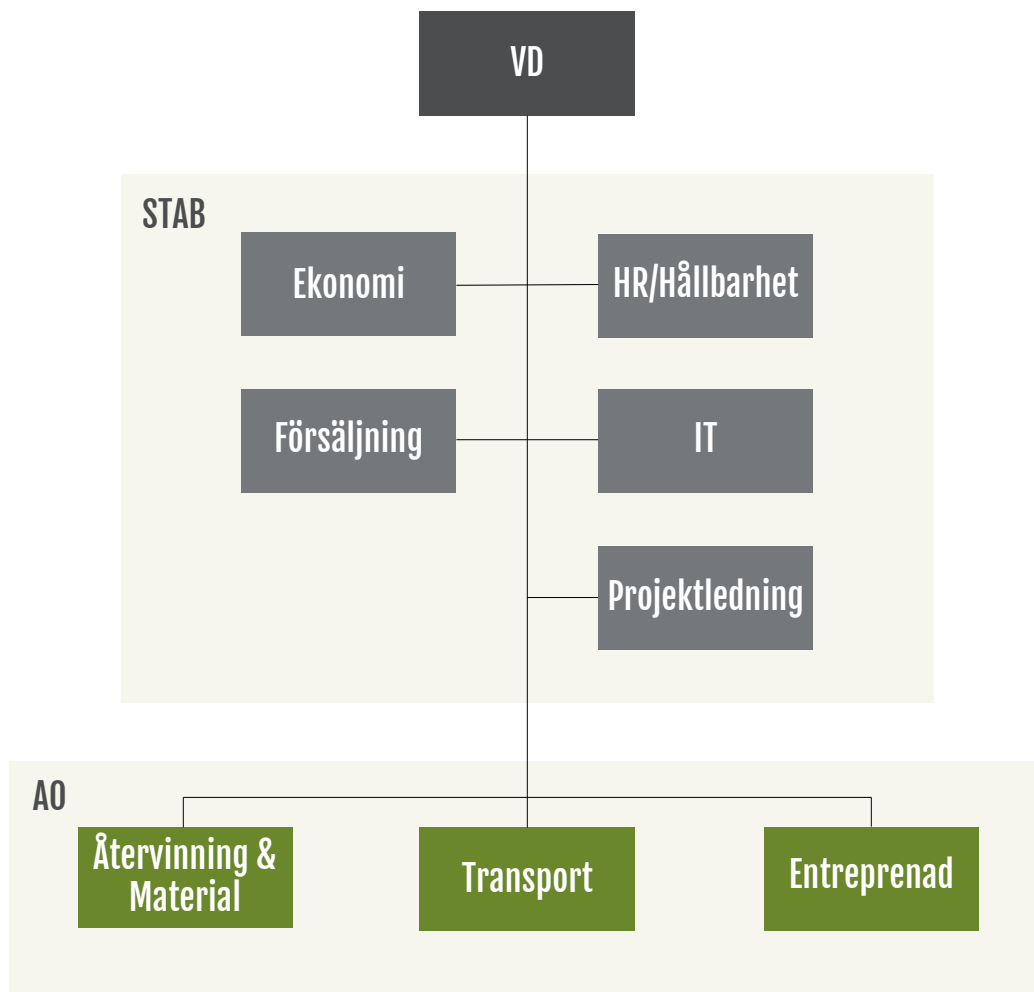 VD
STAB
Ekonomi
HR/Hållbarhet
Försäljning
IT
Projektledning
AO
Återvinning &
Material
Transport
Entreprenad